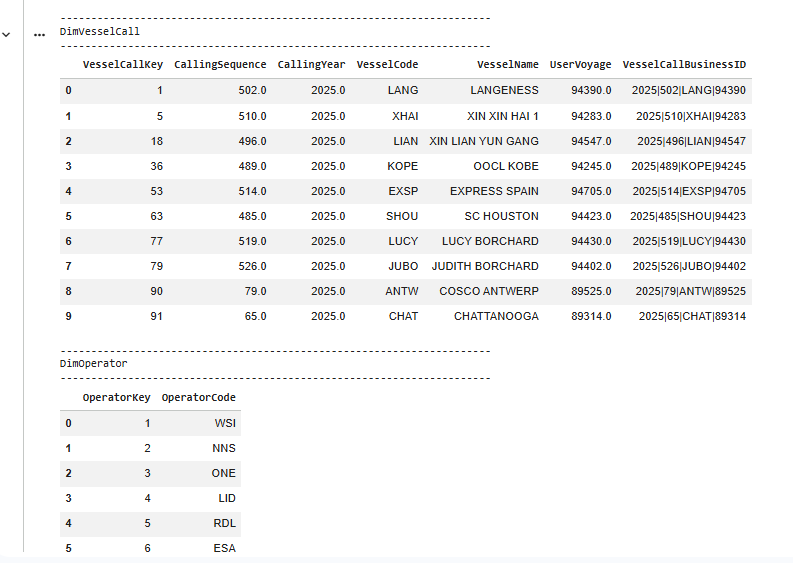 ----------------------------------------------------------------------
DimVesselCall
----------------------------------------------------------------------
VesselCallKey CallingSequence CallingYear VesselCode VesselName UserVoyage VesselCallBusinessID
0 1 502.0 2025.0 LANG LANGENESS 94390.0 2025|502|LANG|94390
1 5 510.0 2025.0 XHAI XIN XIN HAI 1 94283.0 2025|510|XHAI|94283
2 18 496.0 2025.0 LIAN XIN LIAN YUN GANG 94547.0 2025|496|LIAN|94547
3 36 489.0 2025.0 KOPE OOCL KOBE 94245.0 2025|489|KOPE|94245
4 53 514.0 2025.0 EXSP EXPRESS SPAIN 94705.0 2025|514|EXSP|94705
5 63 485.0 2025.0 SHOU SC HOUSTON 94423.0 2025|485|SHOU|94423
6 77 519.0 2025.0 LUCY LUCY BORCHARD 94430.0 2025|519|LUCY|94430
7 79 526.0 2025.0 JUBO JUDITH BORCHARD 94402.0 2025|526|JUBO|94402
8 90 79.0 2025.0 ANTW COSCO ANTWERP 89525.0 2025|79|ANTW|89525
9 91 65.0 2025.0 CHAT CHATTANOOGA 89314.0 2025|65|CHAT|89314
----------------------------------------------------------------------
DimOperator
----------------------------------------------------------------------
OperatorKey OperatorCode
0 1 WSI
1 2 NNS
2 3 ONE
3 4 LID
4 5 RDL
5 6 ESA